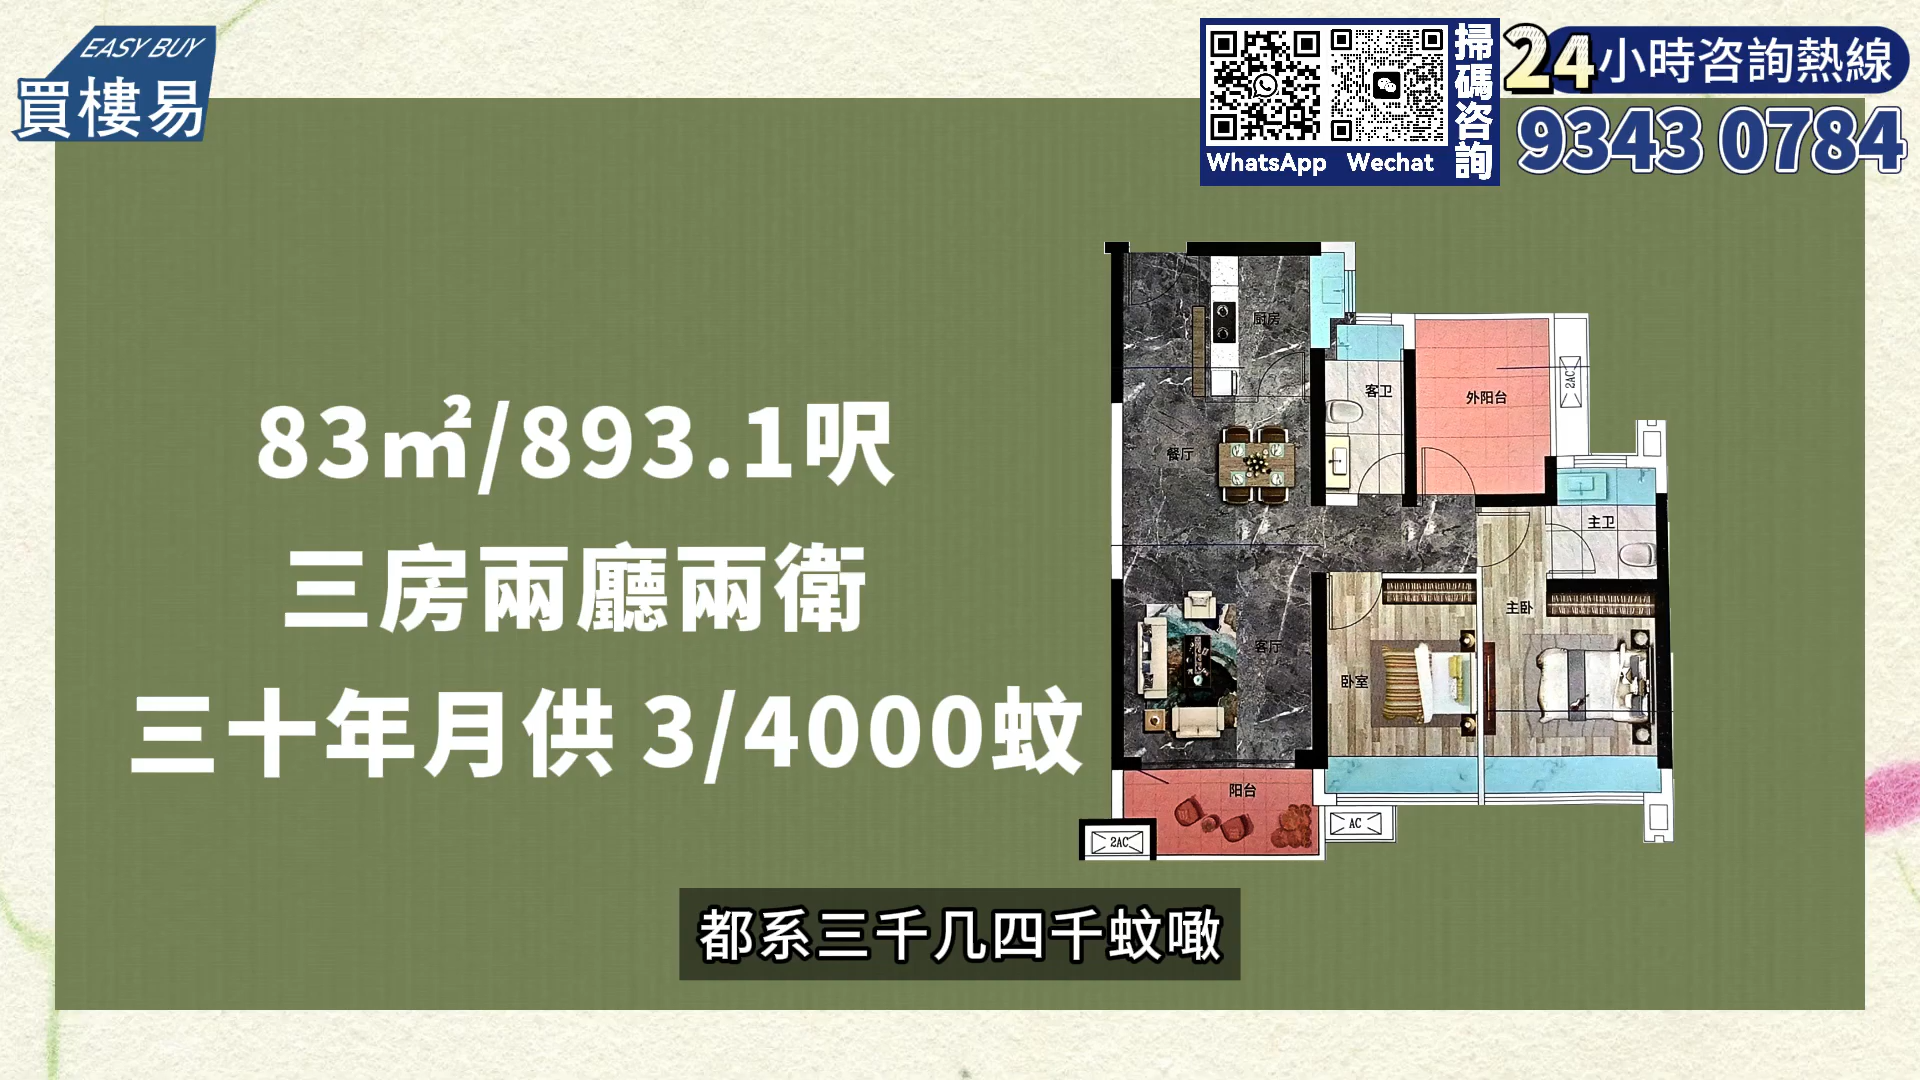 EASY BUY
買樓易
掃碼咨詢
WhatsApp Wechat
24小時咨詢熱線
9343 0784
83㎡/893.1呎
三房兩廳兩衛
三十年月供 3/4000蚊
厨房
客卫
外阳台
2AC
餐厅
主卫
主卧
客厅
卧室
阳台
AC
2AC
都系三千几四千蚊噉